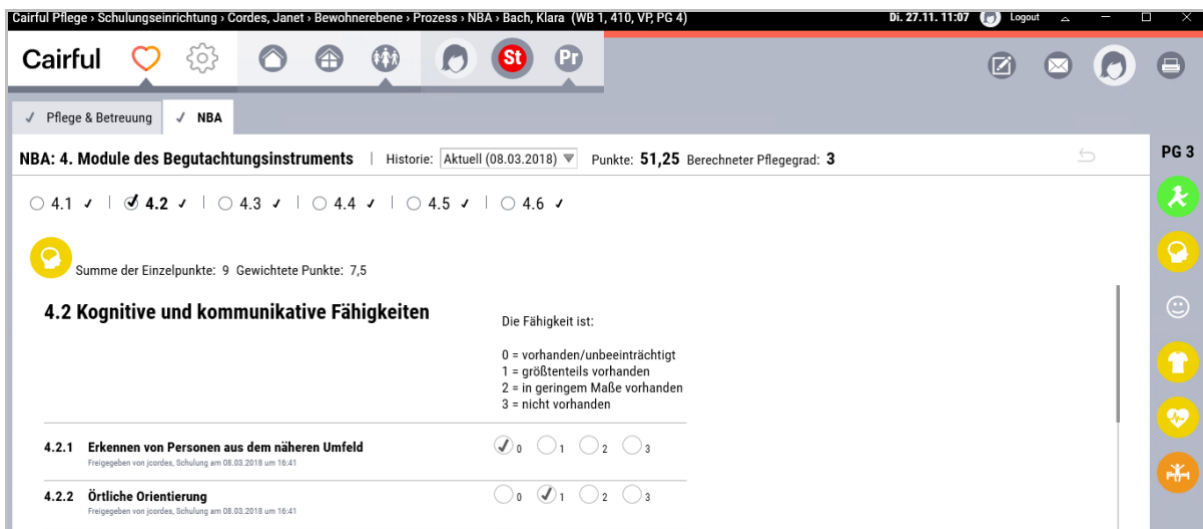 Cairful Pflege › Schulungseinrichtung › Cordes, Janet › Bewohnerebene › Prozess › NBA › Bach, Klara (WB 1, 410, VP, PG 4) Di. 27.11. 11:07 Logout
Cairful St Pr
Pflege & Betreuung NBA
NBA: 4. Module des Begutachtungsinstruments | Historie: Aktuell (08.03.2018) Punkte: 51,25 Berechneter Pflegegrad: 3 PG 3
4.1 | 4.2 | 4.3 | 4.4 | 4.5 | 4.6
Summe der Einzelpunkte: 9 Gewichtete Punkte: 7,5
4.2 Kognitive und kommunikative Fähigkeiten
Die Fähigkeit ist:
0 = vorhanden/unbeeinträchtigt
1 = größtenteils vorhanden
2 = in geringem Maße vorhanden
3 = nicht vorhanden
4.2.1 Erkennen von Personen aus dem näheren Umfeld 0 1 2 3
Freigegeben von jcordes, Schulung am 08.03.2018 um 16:41
4.2.2 Örtliche Orientierung 0 1 2 3
Freigegeben von jcordes, Schulung am 08.03.2018 um 16:41